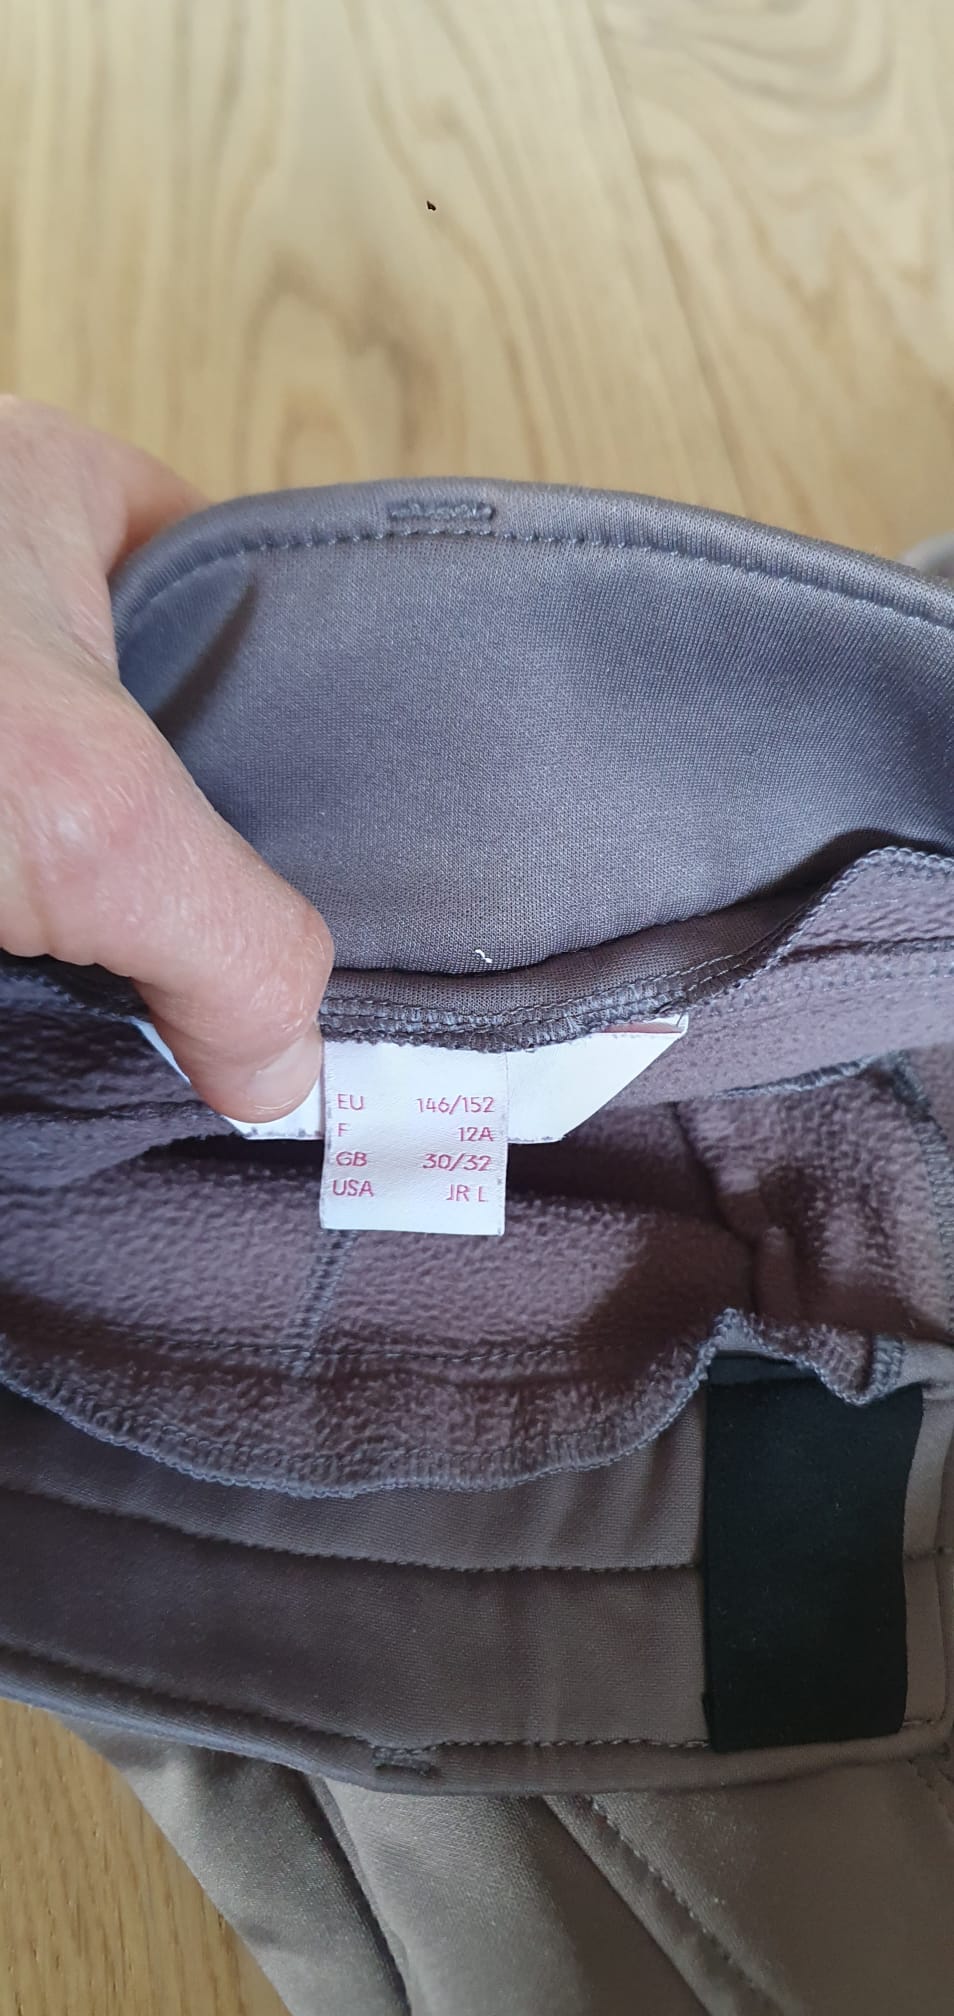 EU 146/152
F 12A
GB 30/32
USA JR L